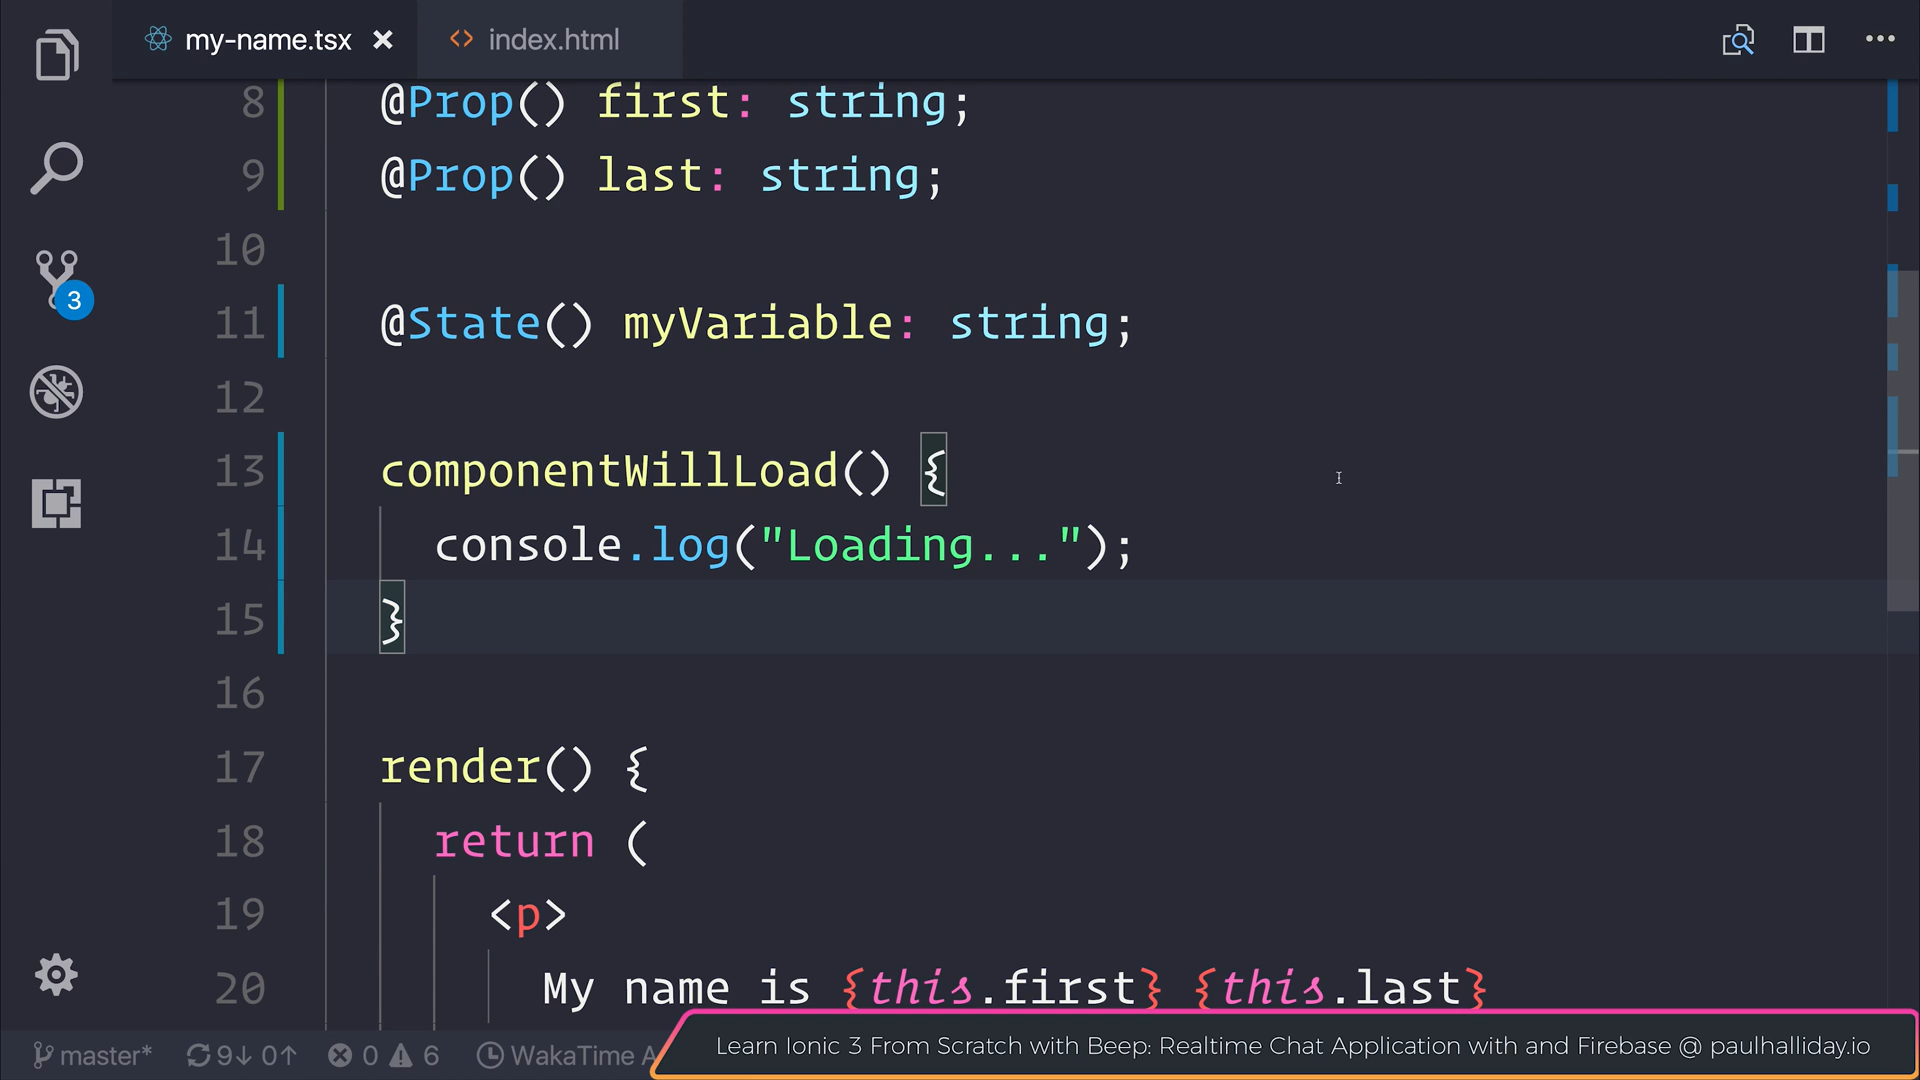 my-name.tsx index.html
8 @Prop() first: string;
9 @Prop() last: string;
10
11 @State() myVariable: string;
12
13 componentWillLoad() {
14 console.log("Loading...");
15 }
16
17 render() {
18 return (
19 <p>
20 My name is {this.first} {this.last}
3
master* 9↓ 0↑ 0 6 WakaTime A
Learn Ionic 3 From Scratch with Beep: Realtime Chat Application with and Firebase @ paulhalliday.io